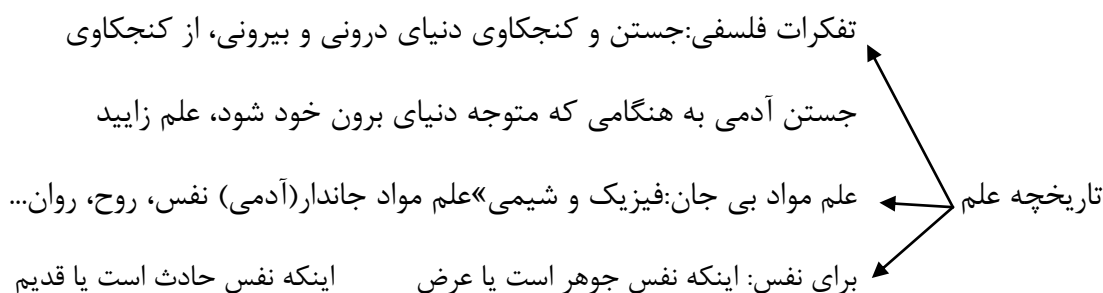 تفکرات فلسفی:جستن و کنجکاوی دنیای درونی و بیرونی، از کنجکاوی
جستن آدمی به هنگامی که متوجه دنیای برون خود شود، علم زایید
تاریخچه علم
علم مواد بی جان:فیزیک و شیمی»علم مواد جاندار(آدمی) نفس، روح، روان...
برای نفس: اینکه نفس جوهر است یا عرض اینکه نفس حادث است یا قدیم